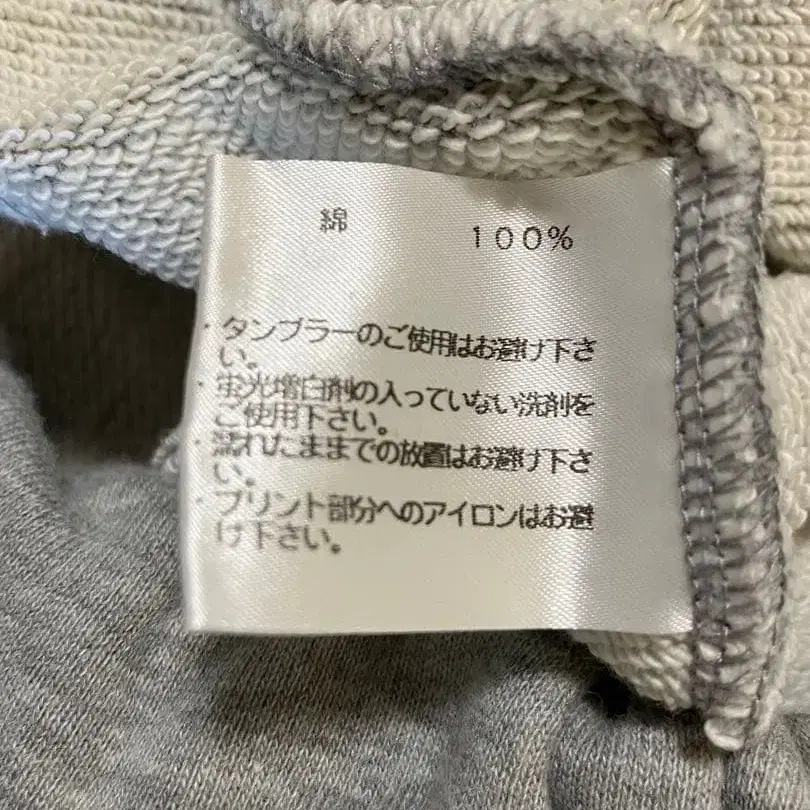 綿 100%
・タンブラーのご使用はお避け下さ
い。
・蛍光増白剤の入っていない洗剤を
ご使用下さい。
・濡れたままでの放置はお避け下さ
い。
・プリント部分へのアイロンはお避
け下さい。